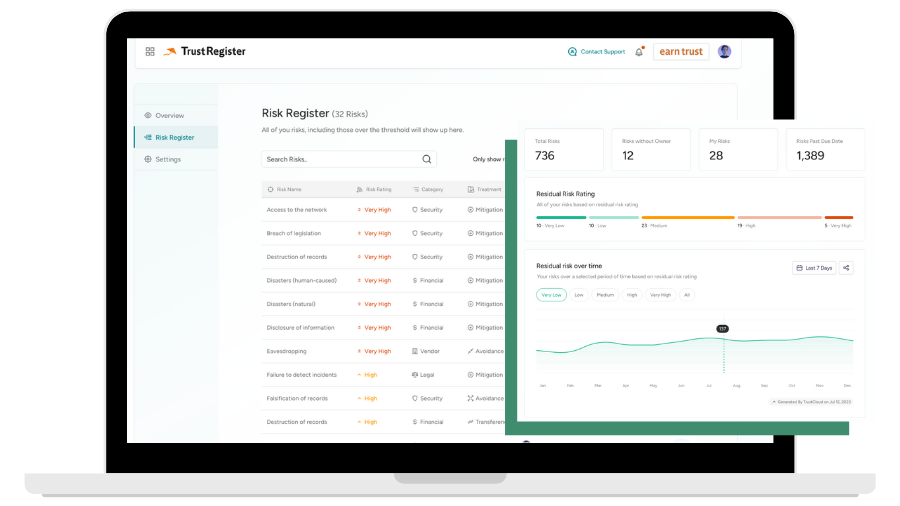 TrustRegister
Contact Support
earn trust
Overview
Risk Register
Settings
Risk Register (32 Risks)
All of you risks, including those over the threshold will show up here.
Search Risks..
Only show
Risk Name Risk Rating Category Treatment
Access to the network Very High Security Mitigation
Breach of legislation Very High Security Mitigation
Destruction of records Very High Security Mitigation
Disasters (human-caused) Very High Financial Mitigation
Disasters (natural) Very High Financial Mitigation
Disclosure of information Very High Financial Mitigation
Eavesdropping Very High Vendor Avoidance
Failure to detect incidents High Legal Mitigation
Falsification of records High Security Avoidance
Destruction of records High Financial Transferen
Total Risks Risks without Owner My Risks Risks Past Due Date
736 12 28 1,389
Residual Risk Rating
All of your risks based on residual risk rating
10 · Very Low 10 · Low 23 · Medium 19 · High 5 · Very High
Residual risk over time
Your risks over a selected period of time based on residual risk rating
Last 7 Days
Very Low Low Medium High Very High All
137
Jan Feb Mar Apr May Jun Jul Aug Sep Oct Nov Dec
Generated By TrustCloud on Jul 12, 2023